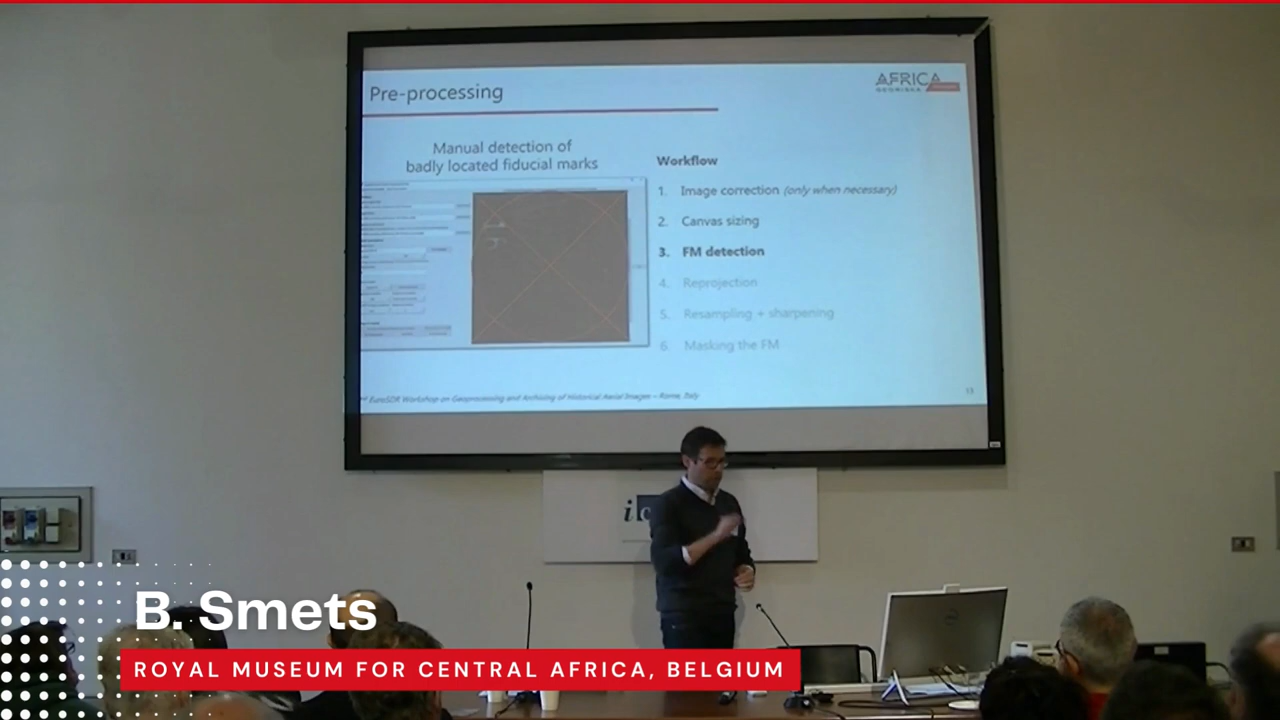 Pre-processing
AFRICA
Manual detection of
badly located fiducial marks
Workflow
1. Image correction (only when necessary)
2. Canvas sizing
3. FM detection
4. Reprojection
5. Resampling + sharpening
6. Masking the FM
EuroSDR Workshop on Geoprocessing and Archiving of Historical Aerial Images – Rome, Italy
13
B. Smets
ROYAL MUSEUM FOR CENTRAL AFRICA, BELGIUM